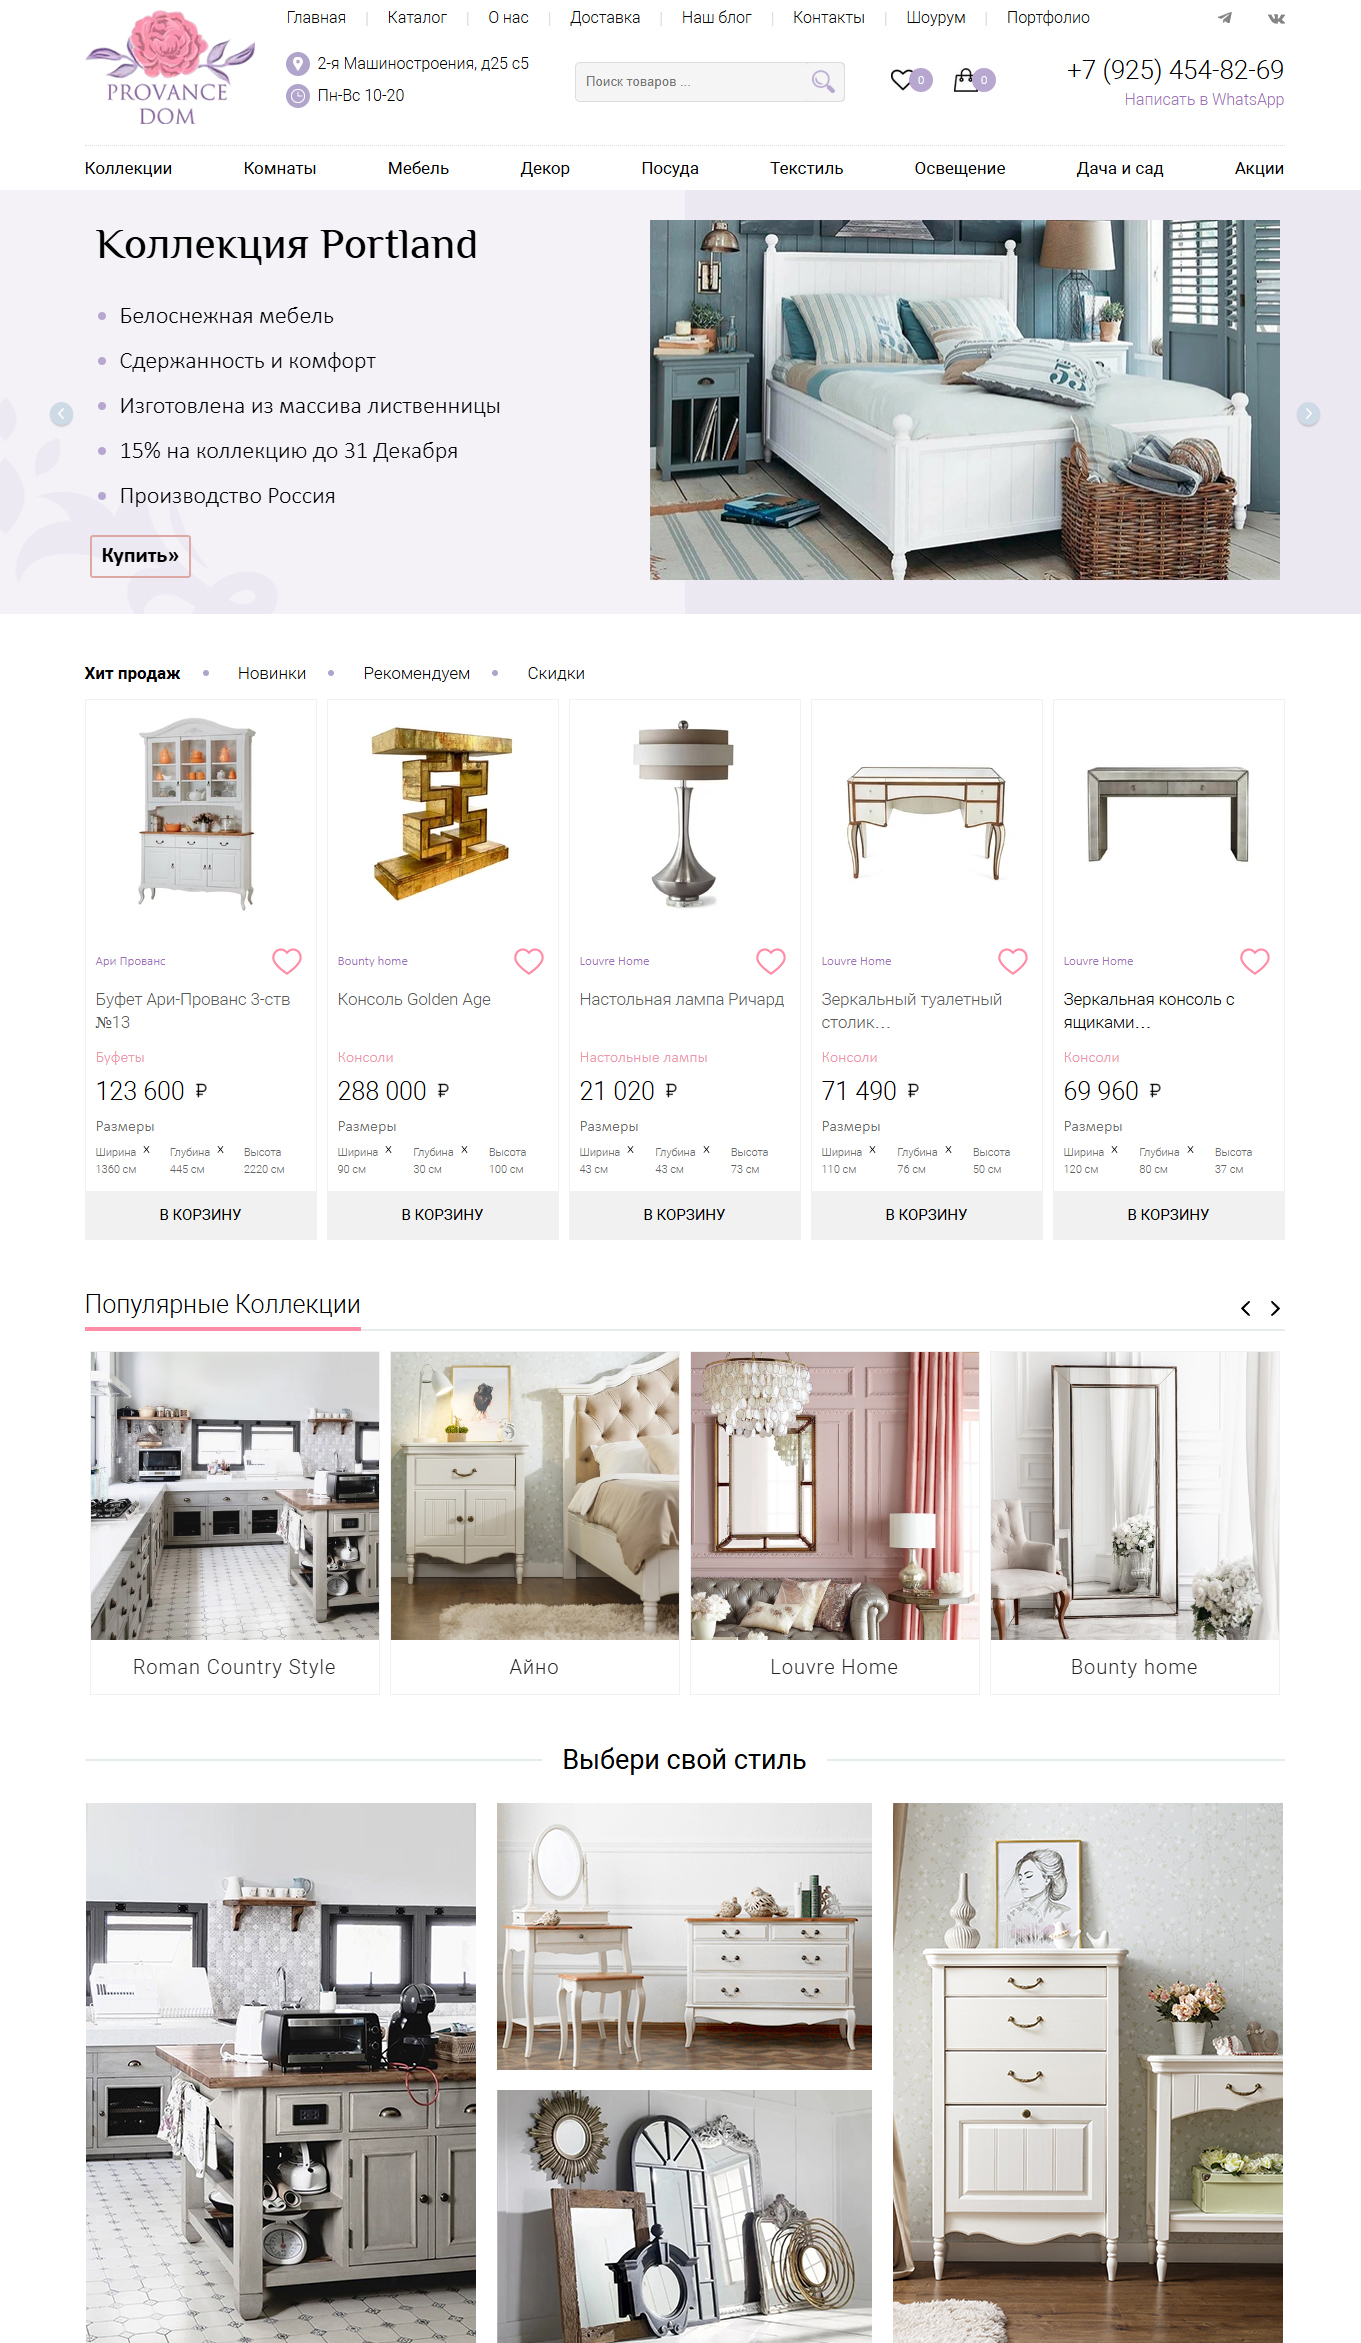 PROVANCE
DOM
Главная | Каталог | О нас | Доставка | Наш блог | Контакты | Шоурум | Портфолио
2-я Машиностроения, д25 с5
Пн-Вс 10-20
Поиск товаров ...
0
0
+7 (925) 454-82-69
Написать в WhatsApp
Коллекции Комнаты Мебель Декор Посуда Текстиль Освещение Дача и сад Акции
Коллекция Portland
Белоснежная мебель
Сдержанность и комфорт
Изготовлена из массива лиственницы
15% на коллекцию до 31 Декабря
Производство Россия
Купить»
53
Хит продаж • Новинки • Рекомендуем • Скидки
Ари Прованс
Буфет Ари-Прованс 3-ств
№13
Буфеты
123 600 ₽
Размеры
Ширина x Глубина x Высота
1360 см 445 см 2220 см
В КОРЗИНУ
Bounty home
Консоль Golden Age
Консоли
288 000 ₽
Размеры
Ширина x Глубина x Высота
90 см 30 см 100 см
В КОРЗИНУ
Louvre Home
Настольная лампа Ричард
Настольные лампы
21 020 ₽
Размеры
Ширина x Глубина x Высота
43 см 43 см 73 см
В КОРЗИНУ
Louvre Home
Зеркальный туалетный
столик...
Консоли
71 490 ₽
Размеры
Ширина x Глубина x Высота
110 см 76 см 50 см
В КОРЗИНУ
Louvre Home
Зеркальная консоль с
ящиками...
Консоли
69 960 ₽
Размеры
Ширина x Глубина x Высота
120 см 80 см 37 см
В КОРЗИНУ
Популярные Коллекции
Roman Country Style
Айно
Louvre Home
Bounty home
Выбери свой стиль